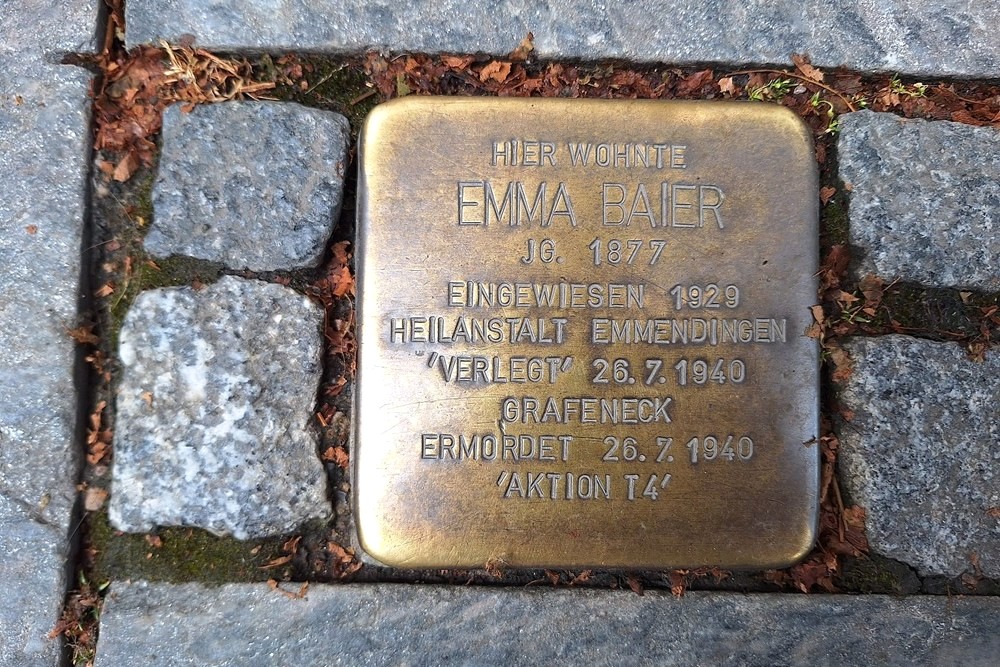 HIER WOHNTE
EMMA BAIER
JG. 1877
EINGEWIESEN 1929
HEILANSTALT EMMENDINGEN
"VERLEGT" 26.7.1940
GRAFENECK
ERMORDET 26.7.1940
"AKTION T4"